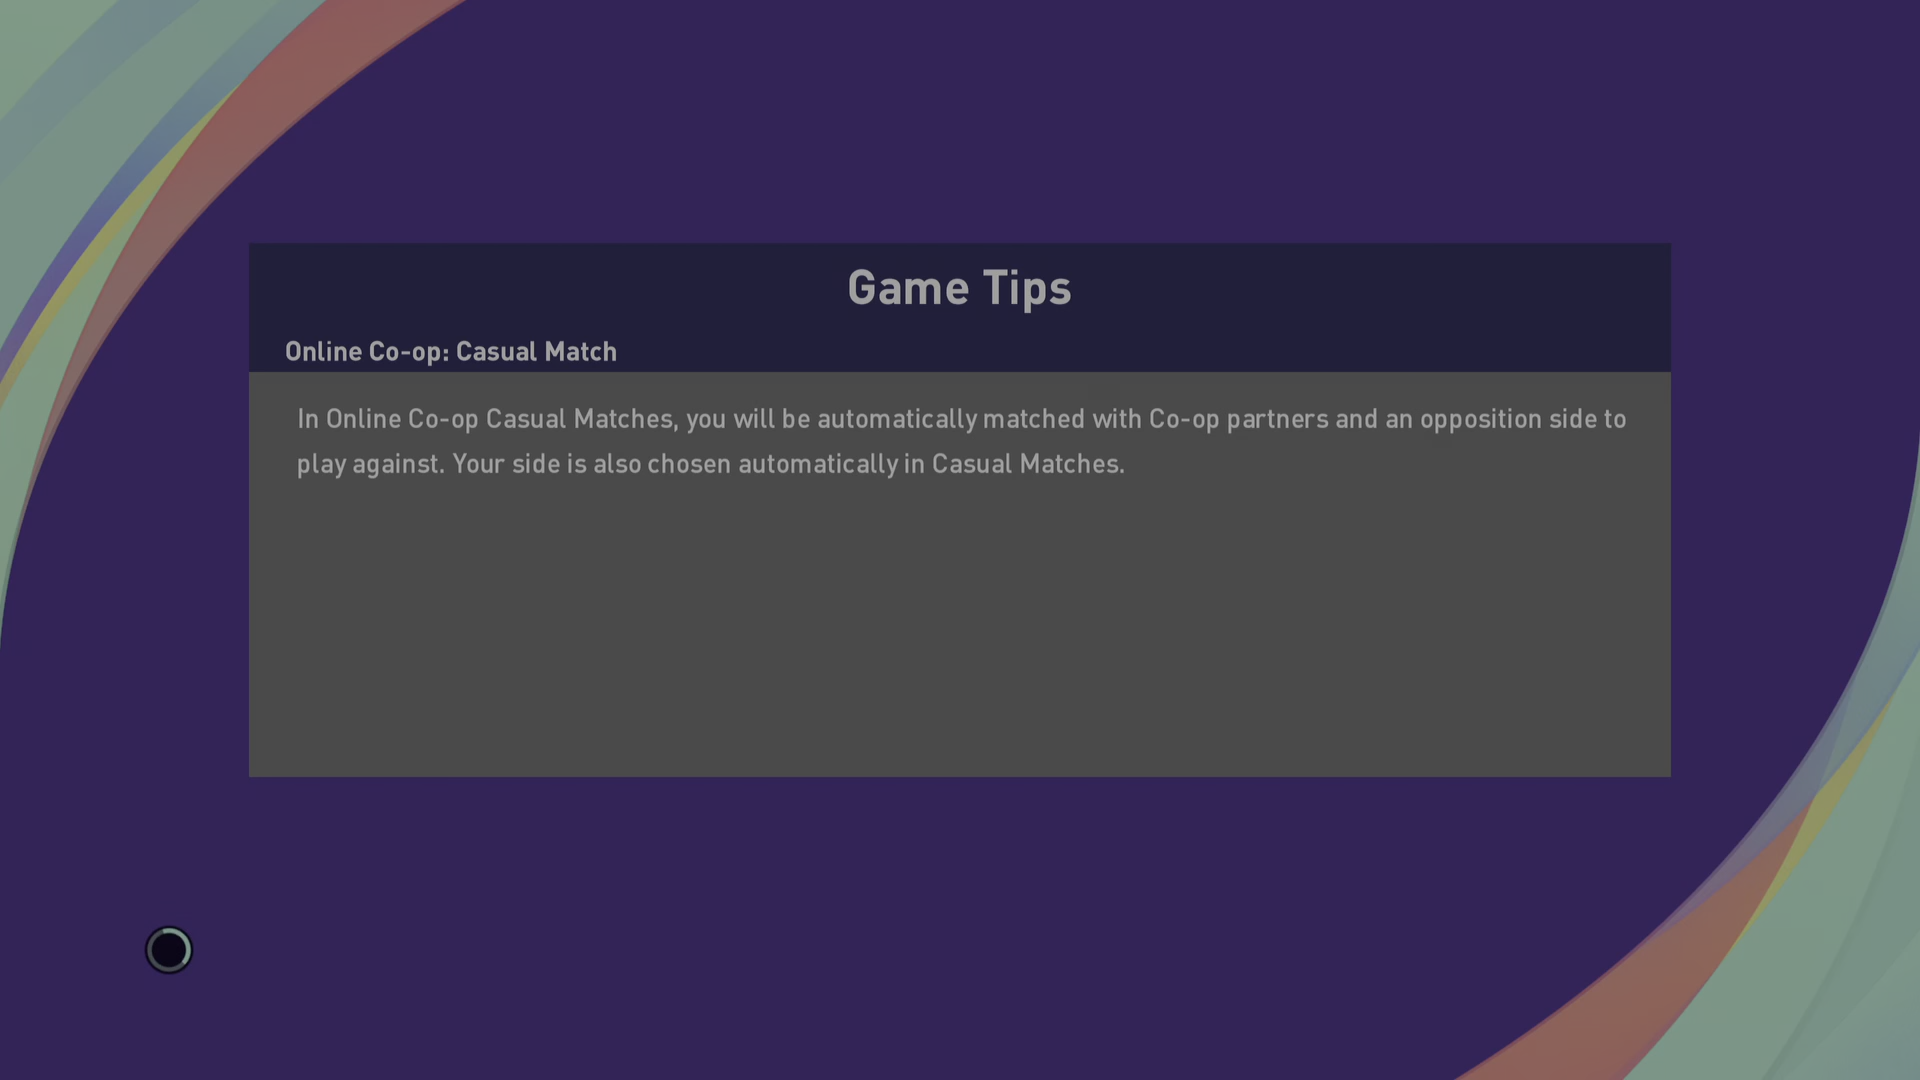 Game Tips
Online Co-op: Casual Match
In Online Co-op Casual Matches, you will be automatically matched with Co-op partners and an opposition side to
play against. Your side is also chosen automatically in Casual Matches.